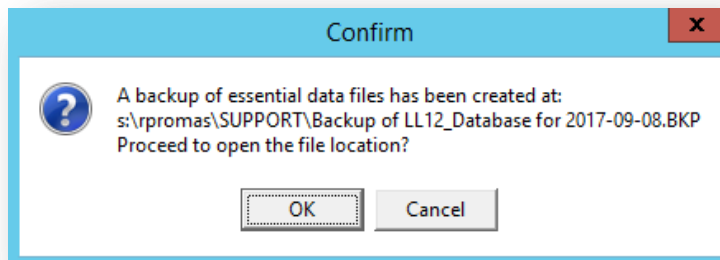 Confirm
x
A backup of essential data files has been created at:
s:\rpromas\SUPPORT\Backup of LL12_Database for 2017-09-08.BKP
Proceed to open the file location?
OK
Cancel